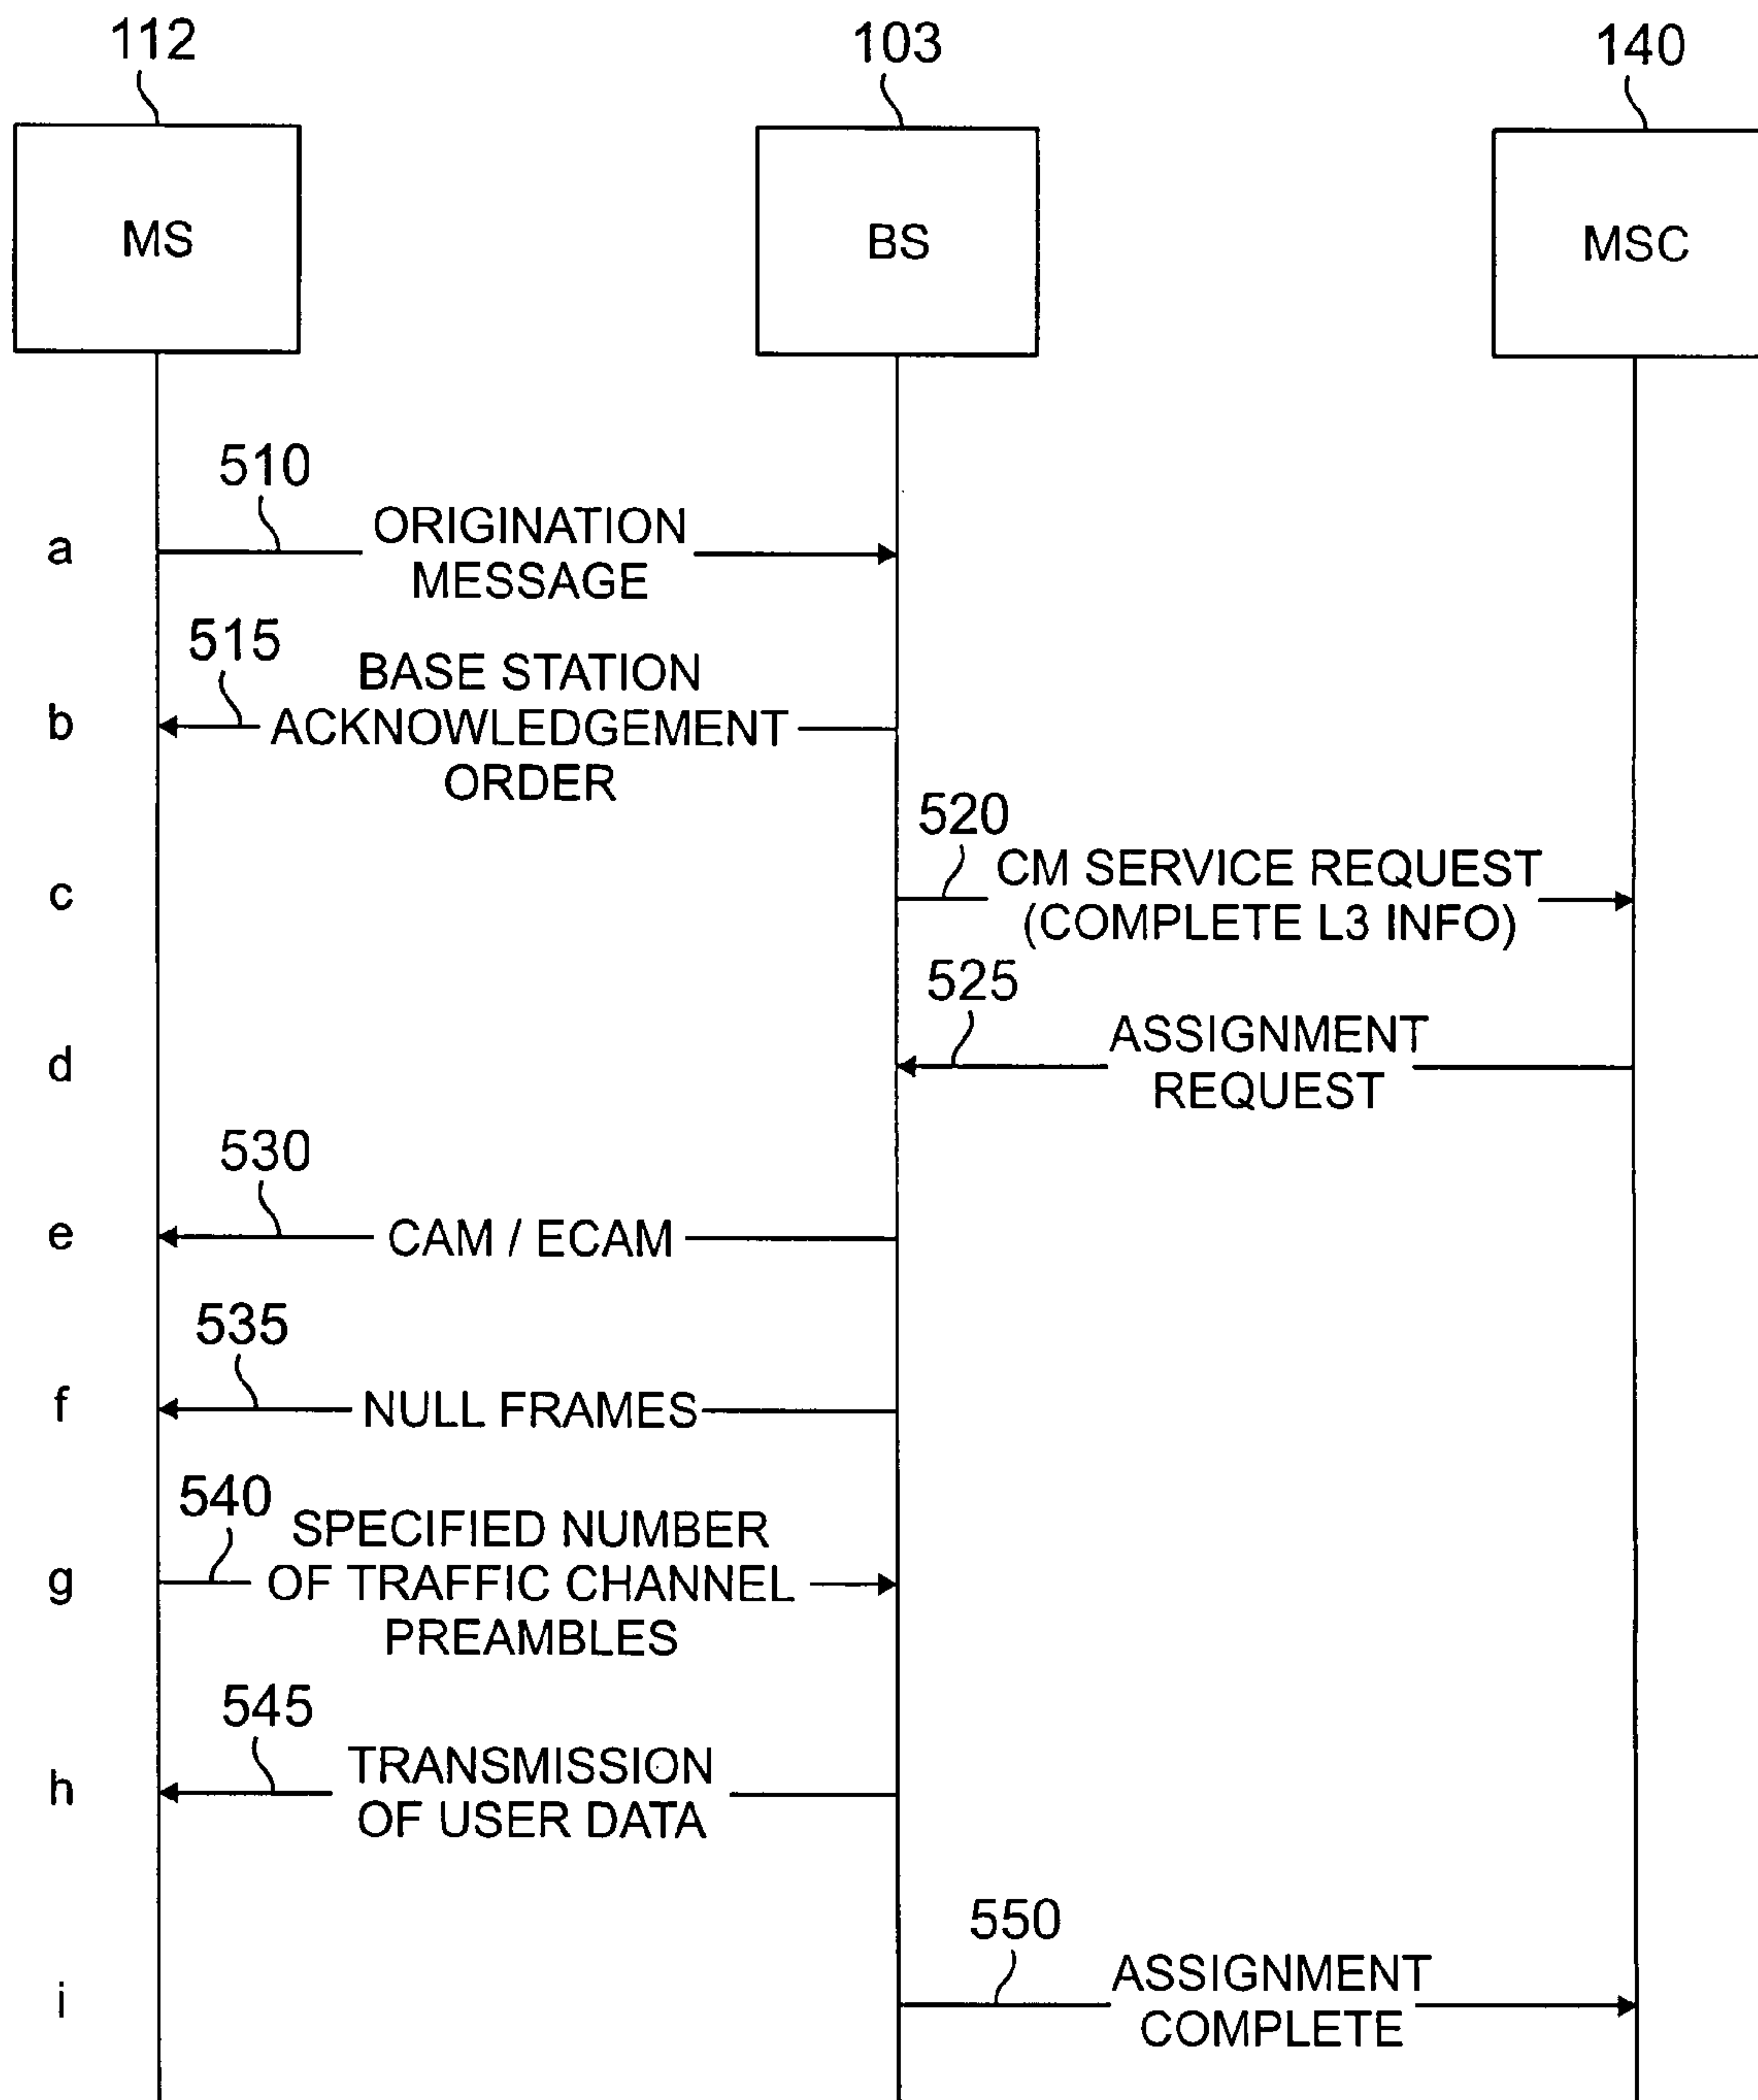 112
103
140
MS
BS
MSC
510
a
ORIGINATION
MESSAGE
515
b
BASE STATION
ACKNOWLEDGEMENT
ORDER
520
c
CM SERVICE REQUEST
(COMPLETE L3 INFO)
525
d
ASSIGNMENT
REQUEST
530
e
CAM / ECAM
535
f
NULL FRAMES
540
g
SPECIFIED NUMBER
OF TRAFFIC CHANNEL
PREAMBLES
545
h
TRANSMISSION
OF USER DATA
550
i
ASSIGNMENT
COMPLETE